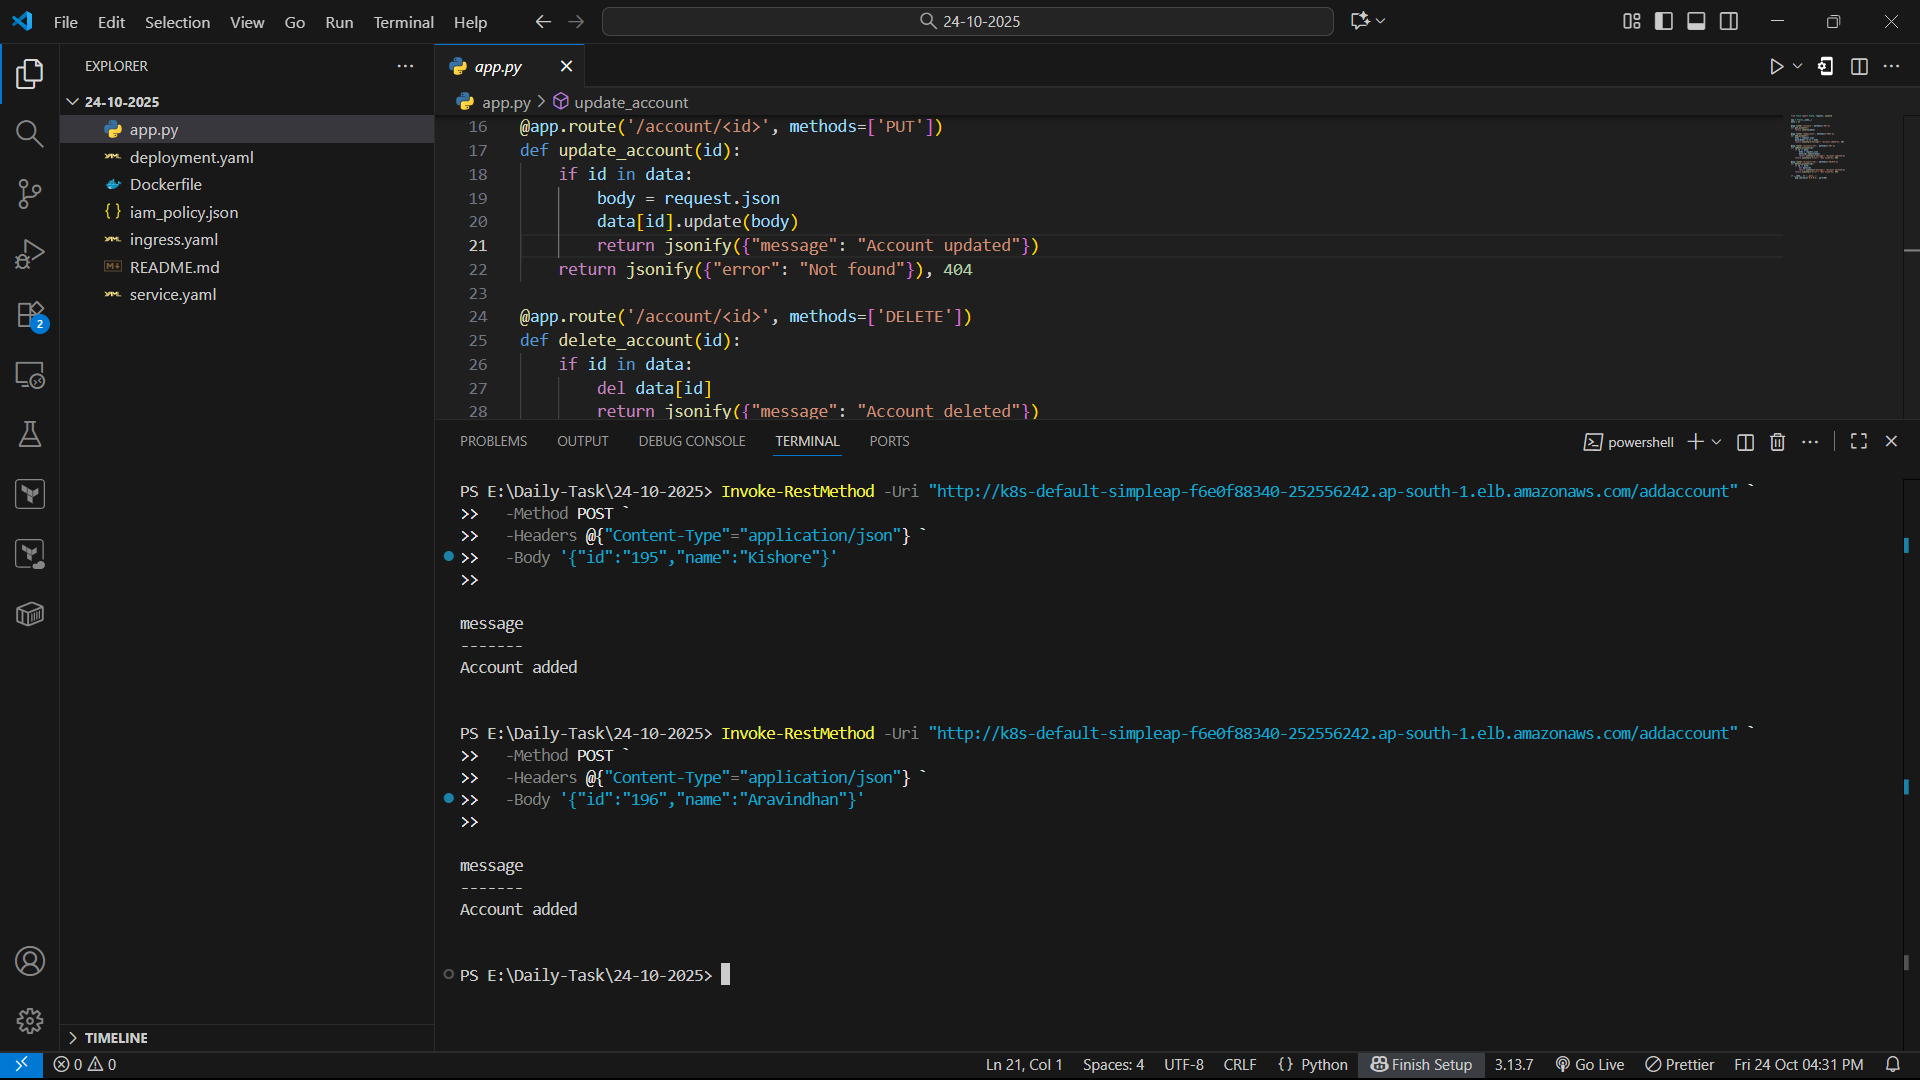 File Edit Selection View Go Run Terminal Help
24-10-2025
EXPLORER
24-10-2025
app.py
deployment.yaml
Dockerfile
iam_policy.json
ingress.yaml
README.md
service.yaml
2
TIMELINE
app.py
app.py > update_account
16 @app.route('/account/<id>', methods=['PUT'])
17 def update_account(id):
18     if id in data:
19         body = request.json
20         data[id].update(body)
21         return jsonify({"message": "Account updated"})
22     return jsonify({"error": "Not found"}), 404
23
24 @app.route('/account/<id>', methods=['DELETE'])
25 def delete_account(id):
26     if id in data:
27         del data[id]
28         return jsonify({"message": "Account deleted"})
PROBLEMS OUTPUT DEBUG CONSOLE TERMINAL PORTS
powershell
PS E:\Daily-Task\24-10-2025> Invoke-RestMethod -Uri "http://k8s-default-simpleap-f6e0f88340-252556242.ap-south-1.elb.amazonaws.com/addaccount" `
>>   -Method POST `
>>   -Headers @{"Content-Type"="application/json"} `
>>   -Body '{"id":"195","name":"Kishore"}'
>>
message
-------
Account added
PS E:\Daily-Task\24-10-2025> Invoke-RestMethod -Uri "http://k8s-default-simpleap-f6e0f88340-252556242.ap-south-1.elb.amazonaws.com/addaccount" `
>>   -Method POST `
>>   -Headers @{"Content-Type"="application/json"} `
>>   -Body '{"id":"196","name":"Aravindhan"}'
>>
message
-------
Account added
PS E:\Daily-Task\24-10-2025>
0 0 Ln 21, Col 1 Spaces: 4 UTF-8 CRLF {} Python Finish Setup 3.13.7 Go Live Prettier Fri 24 Oct 04:31 PM